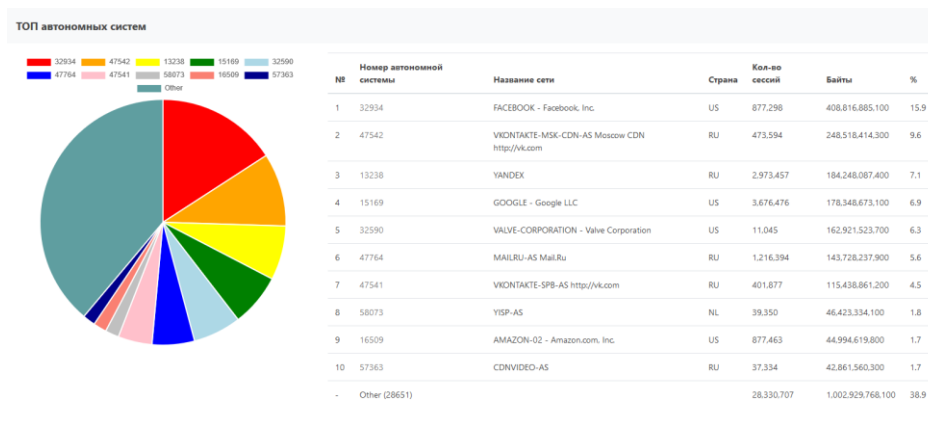 ТОП автономных систем
32934 47542 13238 15169 32590
47764 47541 58073 16509 57363
Other
№ Номер автономной системы Название сети Страна Кол-во сессий Байты %
1 32934 FACEBOOK - Facebook, Inc. US 877,298 408,816,885,100 15.9
2 47542 VKONTAKTE-MSK-CDN-AS Moscow CDN http://vk.com RU 473,594 248,518,414,300 9.6
3 13238 YANDEX RU 2,973,457 184,248,087,400 7.1
4 15169 GOOGLE - Google LLC US 3,676,476 178,348,673,100 6.9
5 32590 VALVE-CORPORATION - Valve Corporation US 11,045 162,921,523,700 6.3
6 47764 MAILRU-AS Mail.Ru RU 1,216,394 143,728,237,900 5.6
7 47541 VKONTAKTE-SPB-AS http://vk.com RU 401,877 115,438,861,200 4.5
8 58073 YISP-AS NL 39,350 46,423,334,100 1.8
9 16509 AMAZON-02 - Amazon.com, Inc. US 877,463 44,994,619,800 1.7
10 57363 CDNVIDEO-AS RU 37,334 42,861,560,300 1.7
- Other (28651) 28,330,707 1,002,929,768,100 38.9